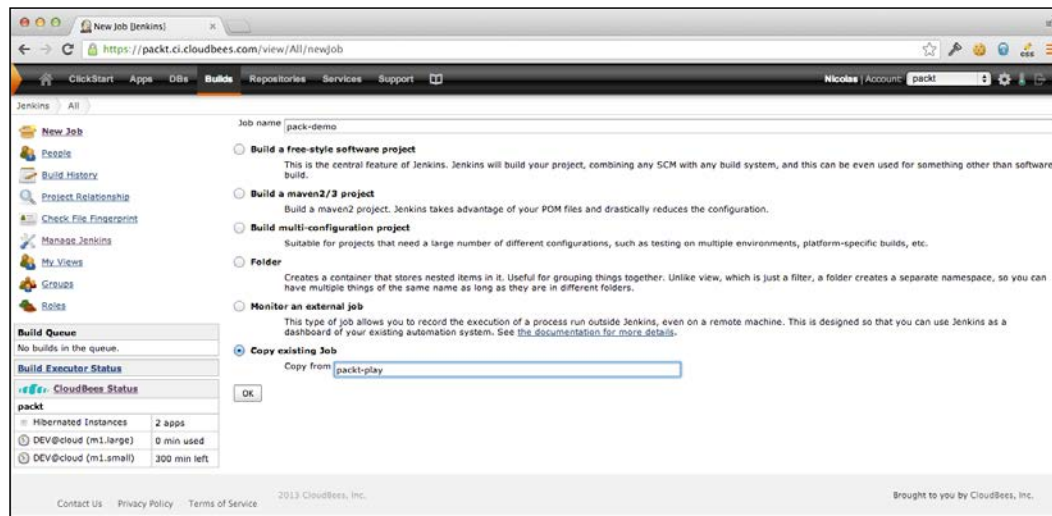 New Job [Jenkins]
https://packt.ci.cloudbees.com/view/All/newJob
ClickStart Apps DBs Builds Repositories Services Support Nicolas | Account: packt
Jenkins All
New Job
People
Build History
Project Relationship
Check File Fingerprint
Manage Jenkins
My Views
Groups
Roles
Build Queue
No builds in the queue.
Build Executor Status
CloudBees Status
packt
Hibernated Instances 2 apps
DEV@cloud (m1.large) 0 min used
DEV@cloud (m1.small) 300 min left
Job name pack-demo
Build a free-style software project
This is the central feature of Jenkins. Jenkins will build your project, combining any SCM with any build system, and this can be even used for something other than software
build.
Build a maven2/3 project
Build a maven2 project. Jenkins takes advantage of your POM files and drastically reduces the configuration.
Build multi-configuration project
Suitable for projects that need a large number of different configurations, such as testing on multiple environments, platform-specific builds, etc.
Folder
Creates a container that stores nested items in it. Useful for grouping things together. Unlike view, which is just a filter, a folder creates a separate namespace, so you can
have multiple things of the same name as long as they are in different folders.
Monitor an external job
This type of job allows you to record the execution of a process run outside Jenkins, even on a remote machine. This is designed so that you can use Jenkins as a
dashboard of your existing automation system. See the documentation for more details.
Copy existing Job
Copy from packt-play
OK
Contact Us Privacy Policy Terms of Service 2013 CloudBees, Inc. Brought to you by CloudBees, Inc.